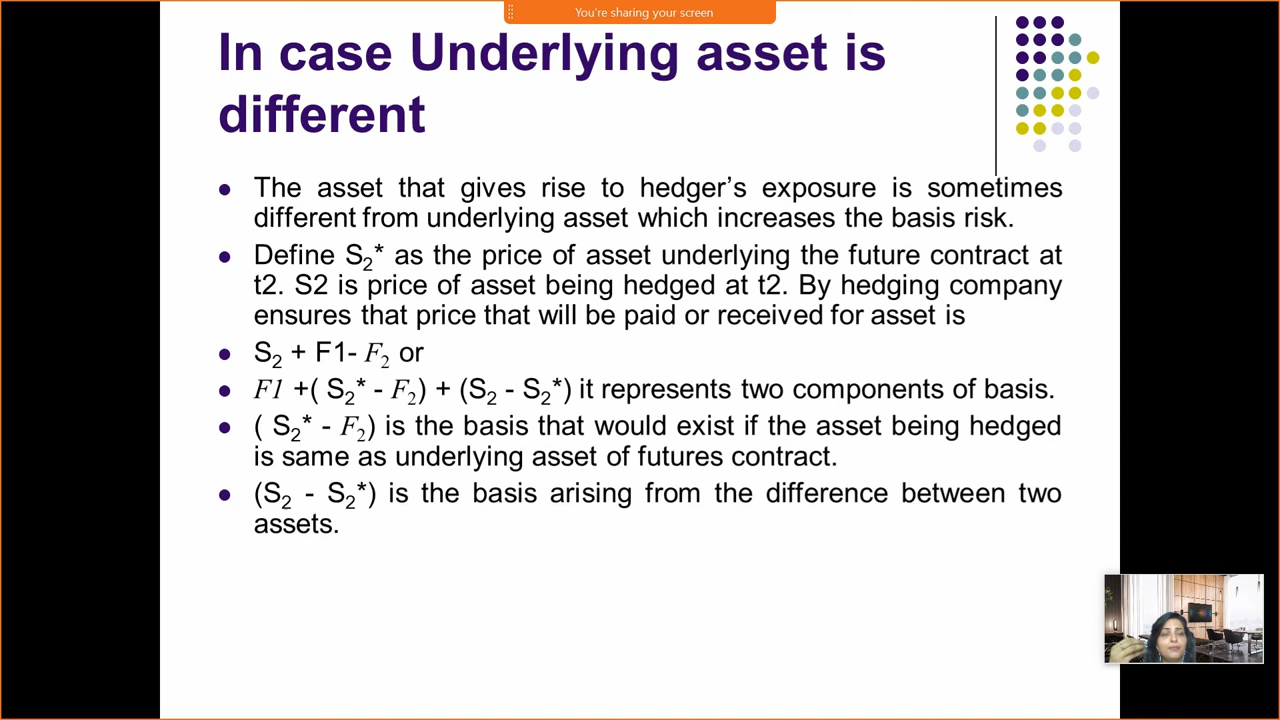 You're sharing your screen
In case Underlying asset is
different
● The asset that gives rise to hedger’s exposure is sometimes
different from underlying asset which increases the basis risk.
● Define S₂* as the price of asset underlying the future contract at
t2. S2 is price of asset being hedged at t2. By hedging company
ensures that price that will be paid or received for asset is
● S₂ + F1- F₂ or
● F1 +( S₂* - F₂) + (S₂ - S₂*) it represents two components of basis.
● ( S₂* - F₂) is the basis that would exist if the asset being hedged
is same as underlying asset of futures contract.
● (S₂ - S₂*) is the basis arising from the difference between two
assets.